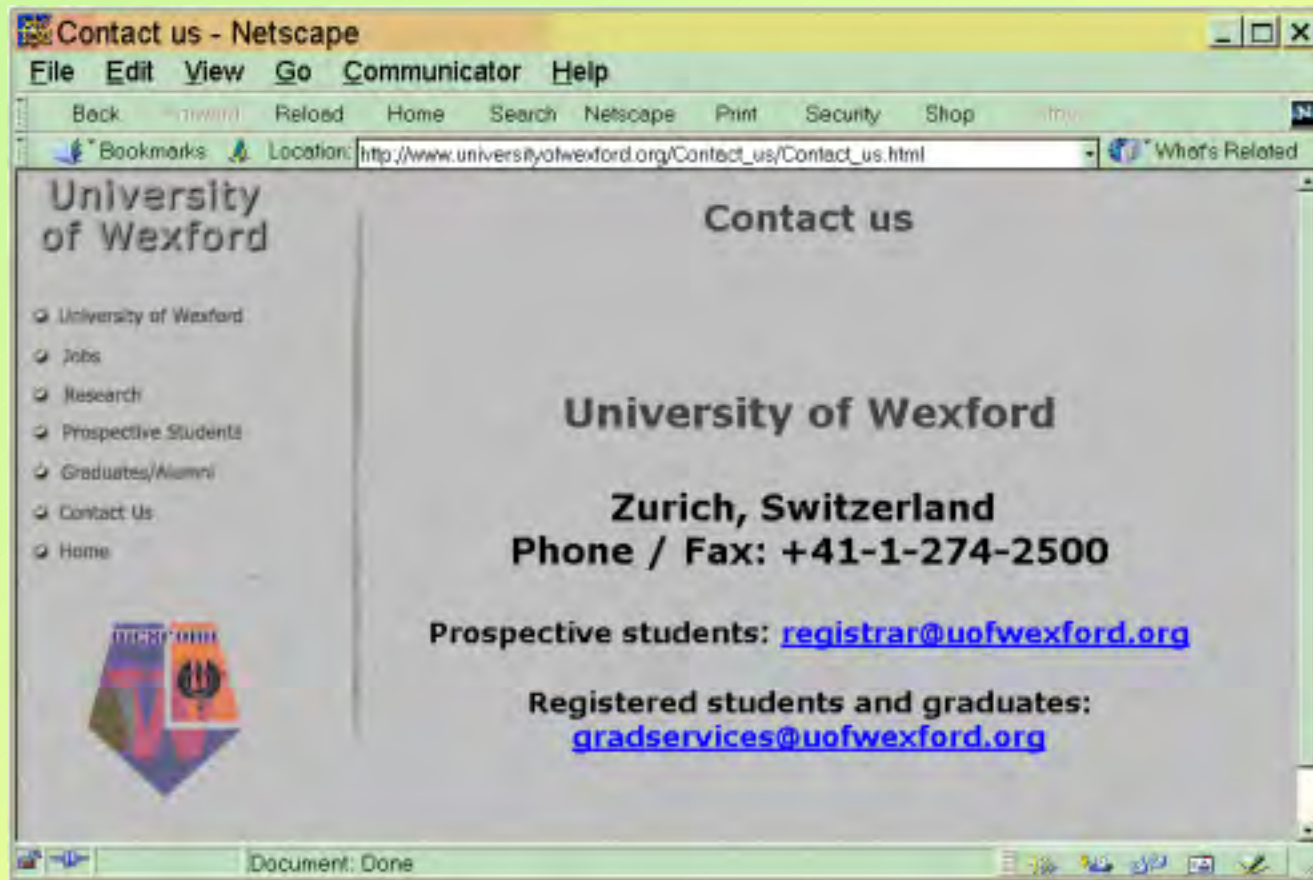 Contact us - Netscape
File Edit View Go Communicator Help
Back Forward Reload Home Search Netscape Print Security Shop
Bookmarks Location: http://www.universityofwexford.org/Contact_us/Contact_us.html What's Related
University
of Wexford
University of Wexford
Jobs
Research
Prospective Students
Graduates/Alumni
Contact Us
Home
WEXFORD
Contact us
University of Wexford
Zurich, Switzerland
Phone / Fax: +41-1-274-2500
Prospective students: registrar@uofwexford.org
Registered students and graduates:
gradservices@uofwexford.org
Document: Done